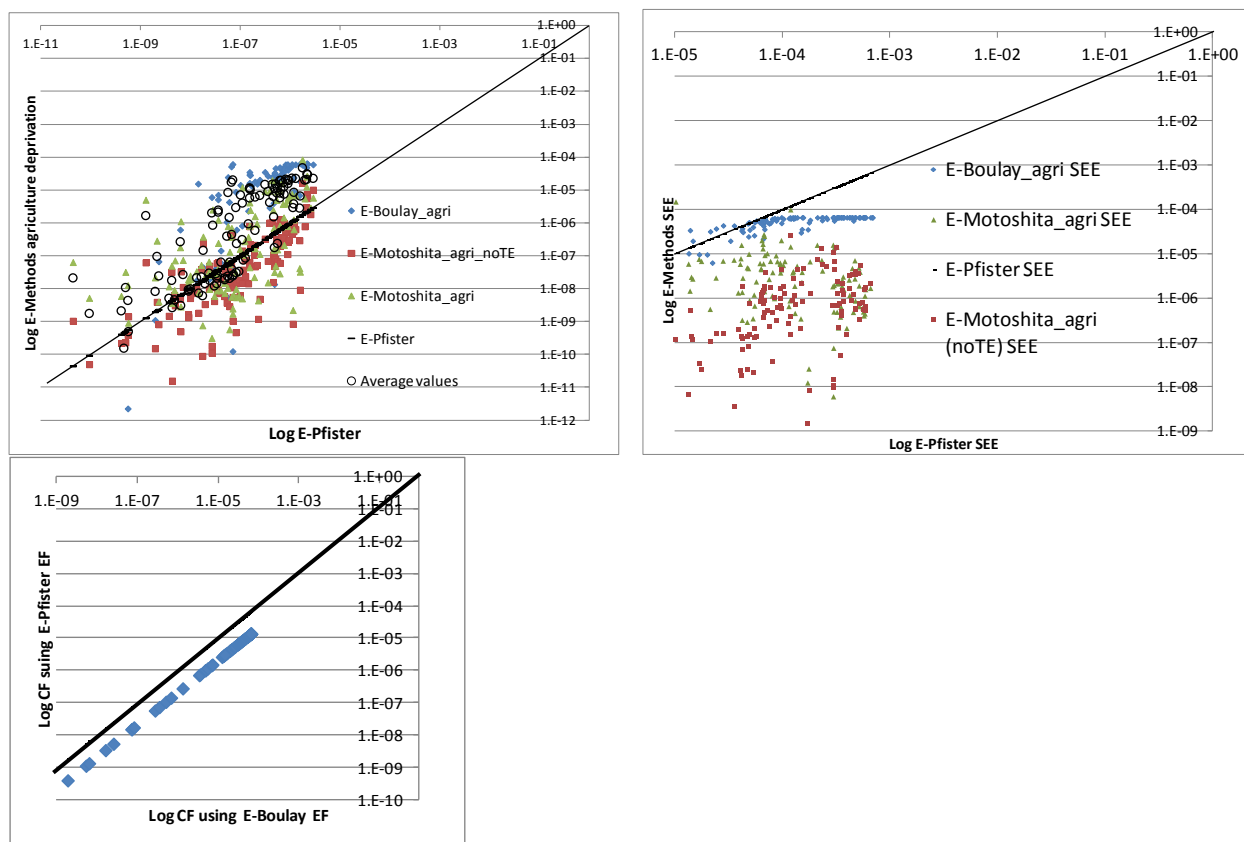 1.E+00
1.E-11 1.E-09 1.E-07 1.E-05 1.E-03 1.E-01
1.E-01
1.E-02
1.E-03
1.E-04
1.E-05
1.E-06
1.E-07
1.E-08
1.E-09
1.E-10
1.E-11
1.E-12
Log E-Methods agriculture deprivation
E-Boulay_agri
E-Motoshita_agri_noTE
E-Motoshita_agri
E-Pfister
Average values
Log E-Pfister
1.E+00
1.E-05 1.E-04 1.E-03 1.E-02 1.E-01 1.E+00
1.E-01
1.E-02
1.E-03
1.E-04
1.E-05
1.E-06
1.E-07
1.E-08
1.E-09
Log E-Methods SEE
E-Boulay_agri SEE
E-Motoshita_agri SEE
E-Pfister SEE
E-Motoshita_agri
(noTE) SEE
Log E-Pfister SEE
1.E+00
1.E-09 1.E-07 1.E-05 1.E-03 1.E-01
1.E-01
1.E-02
1.E-03
1.E-04
1.E-05
1.E-06
1.E-07
1.E-08
1.E-09
1.E-10
Log CF suing E-Pfister EF
Log CF using E-Boulay EF